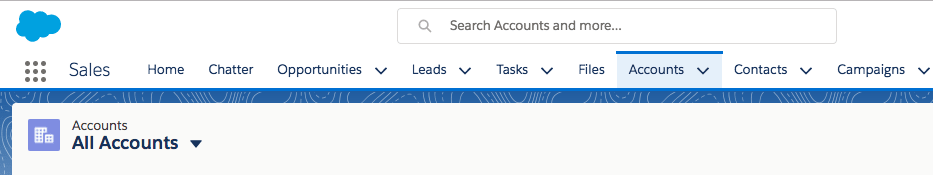 Search Accounts and more...
Sales Home Chatter Opportunities Leads Tasks Files Accounts Contacts Campaigns
Accounts
All Accounts